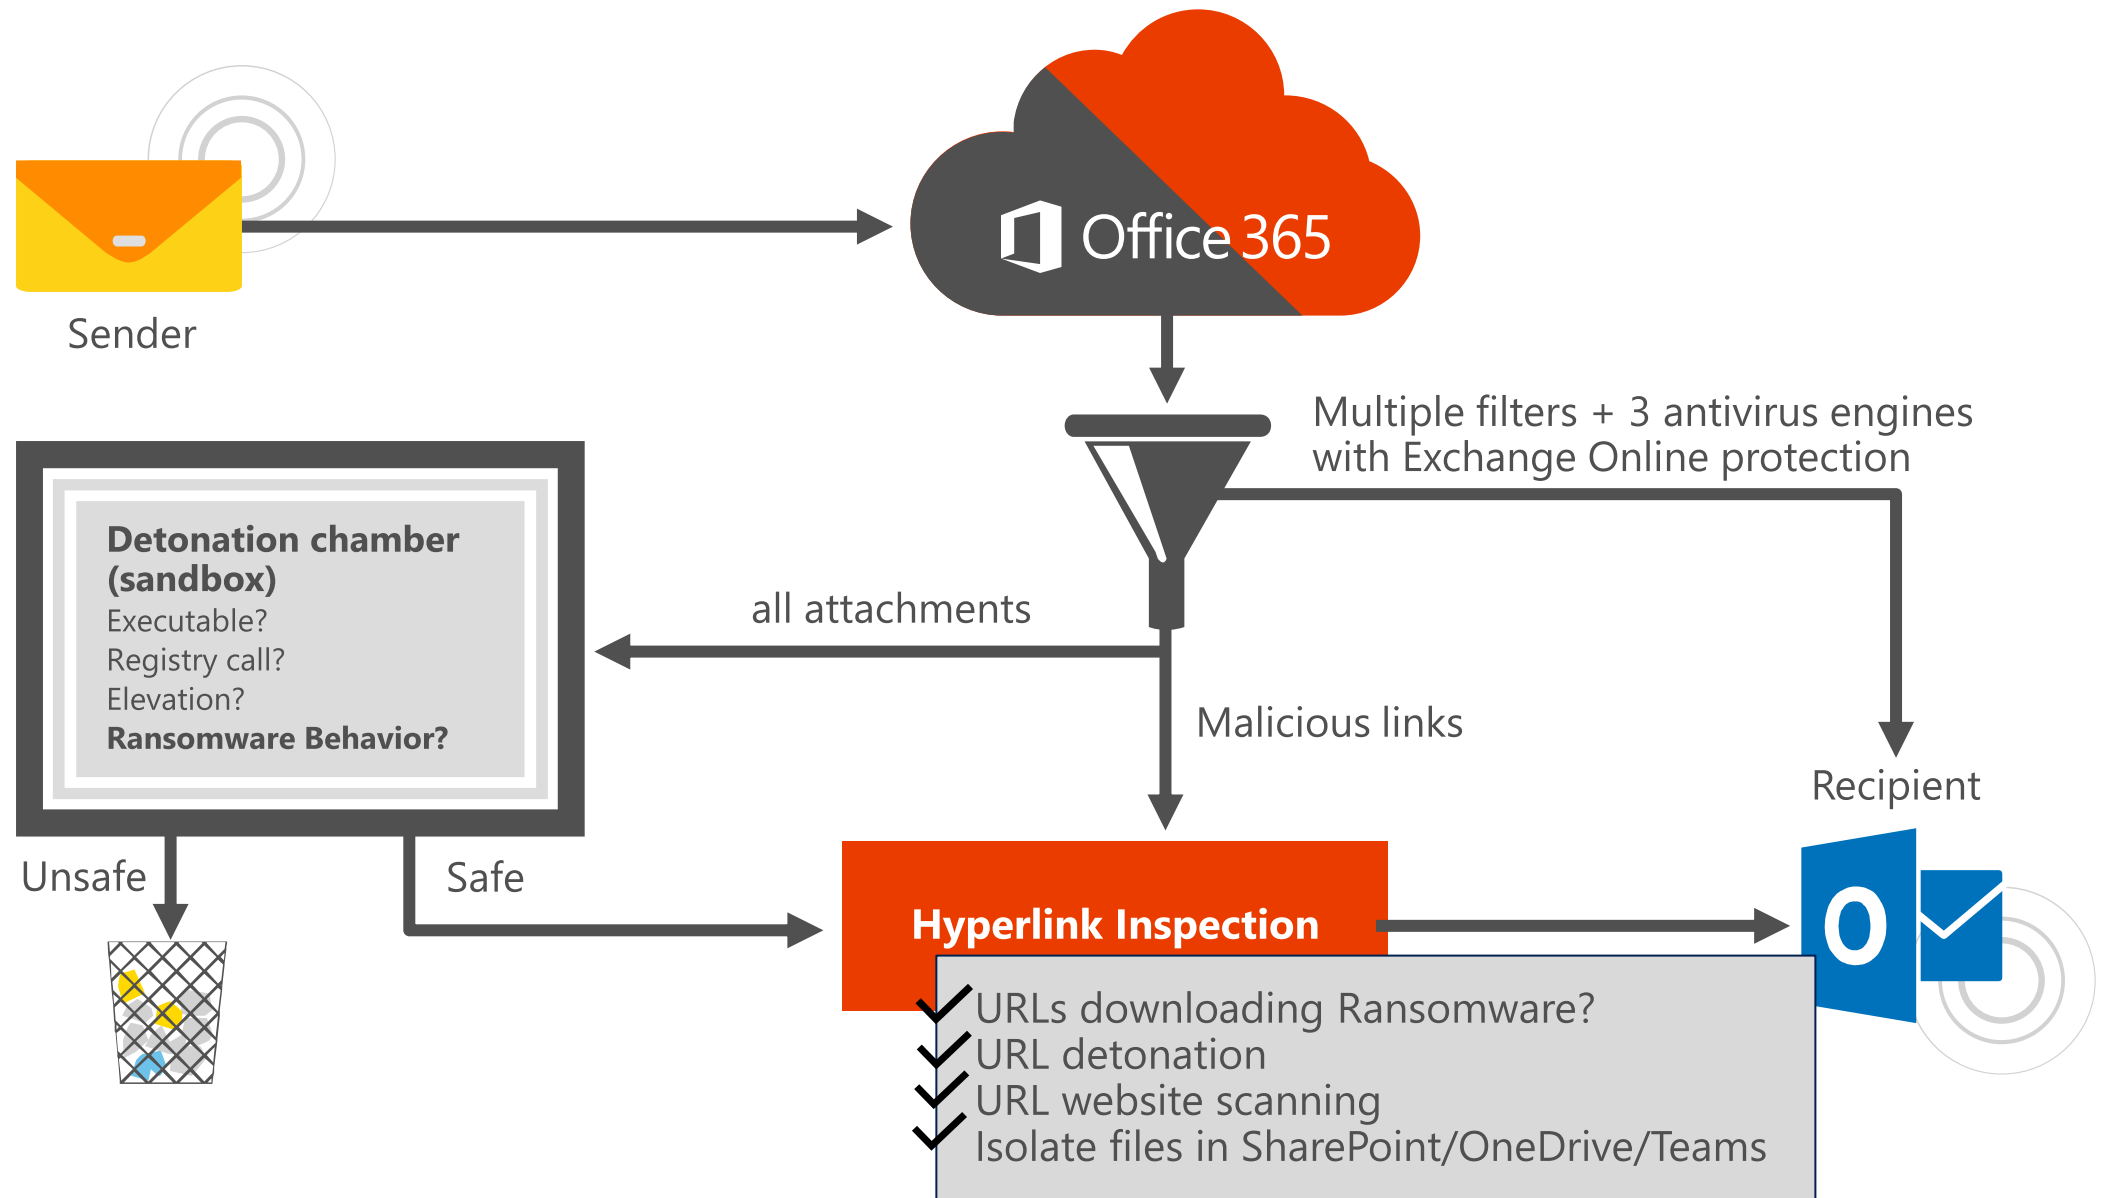 Office 365
Sender
Multiple filters + 3 antivirus engines
with Exchange Online protection
Detonation chamber
(sandbox)
Executable?
Registry call?
Elevation?
Ransomware Behavior?
all attachments
Malicious links
Recipient
Unsafe
Safe
Hyperlink Inspection
URLs downloading Ransomware?
URL detonation
URL website scanning
Isolate files in SharePoint/OneDrive/Teams